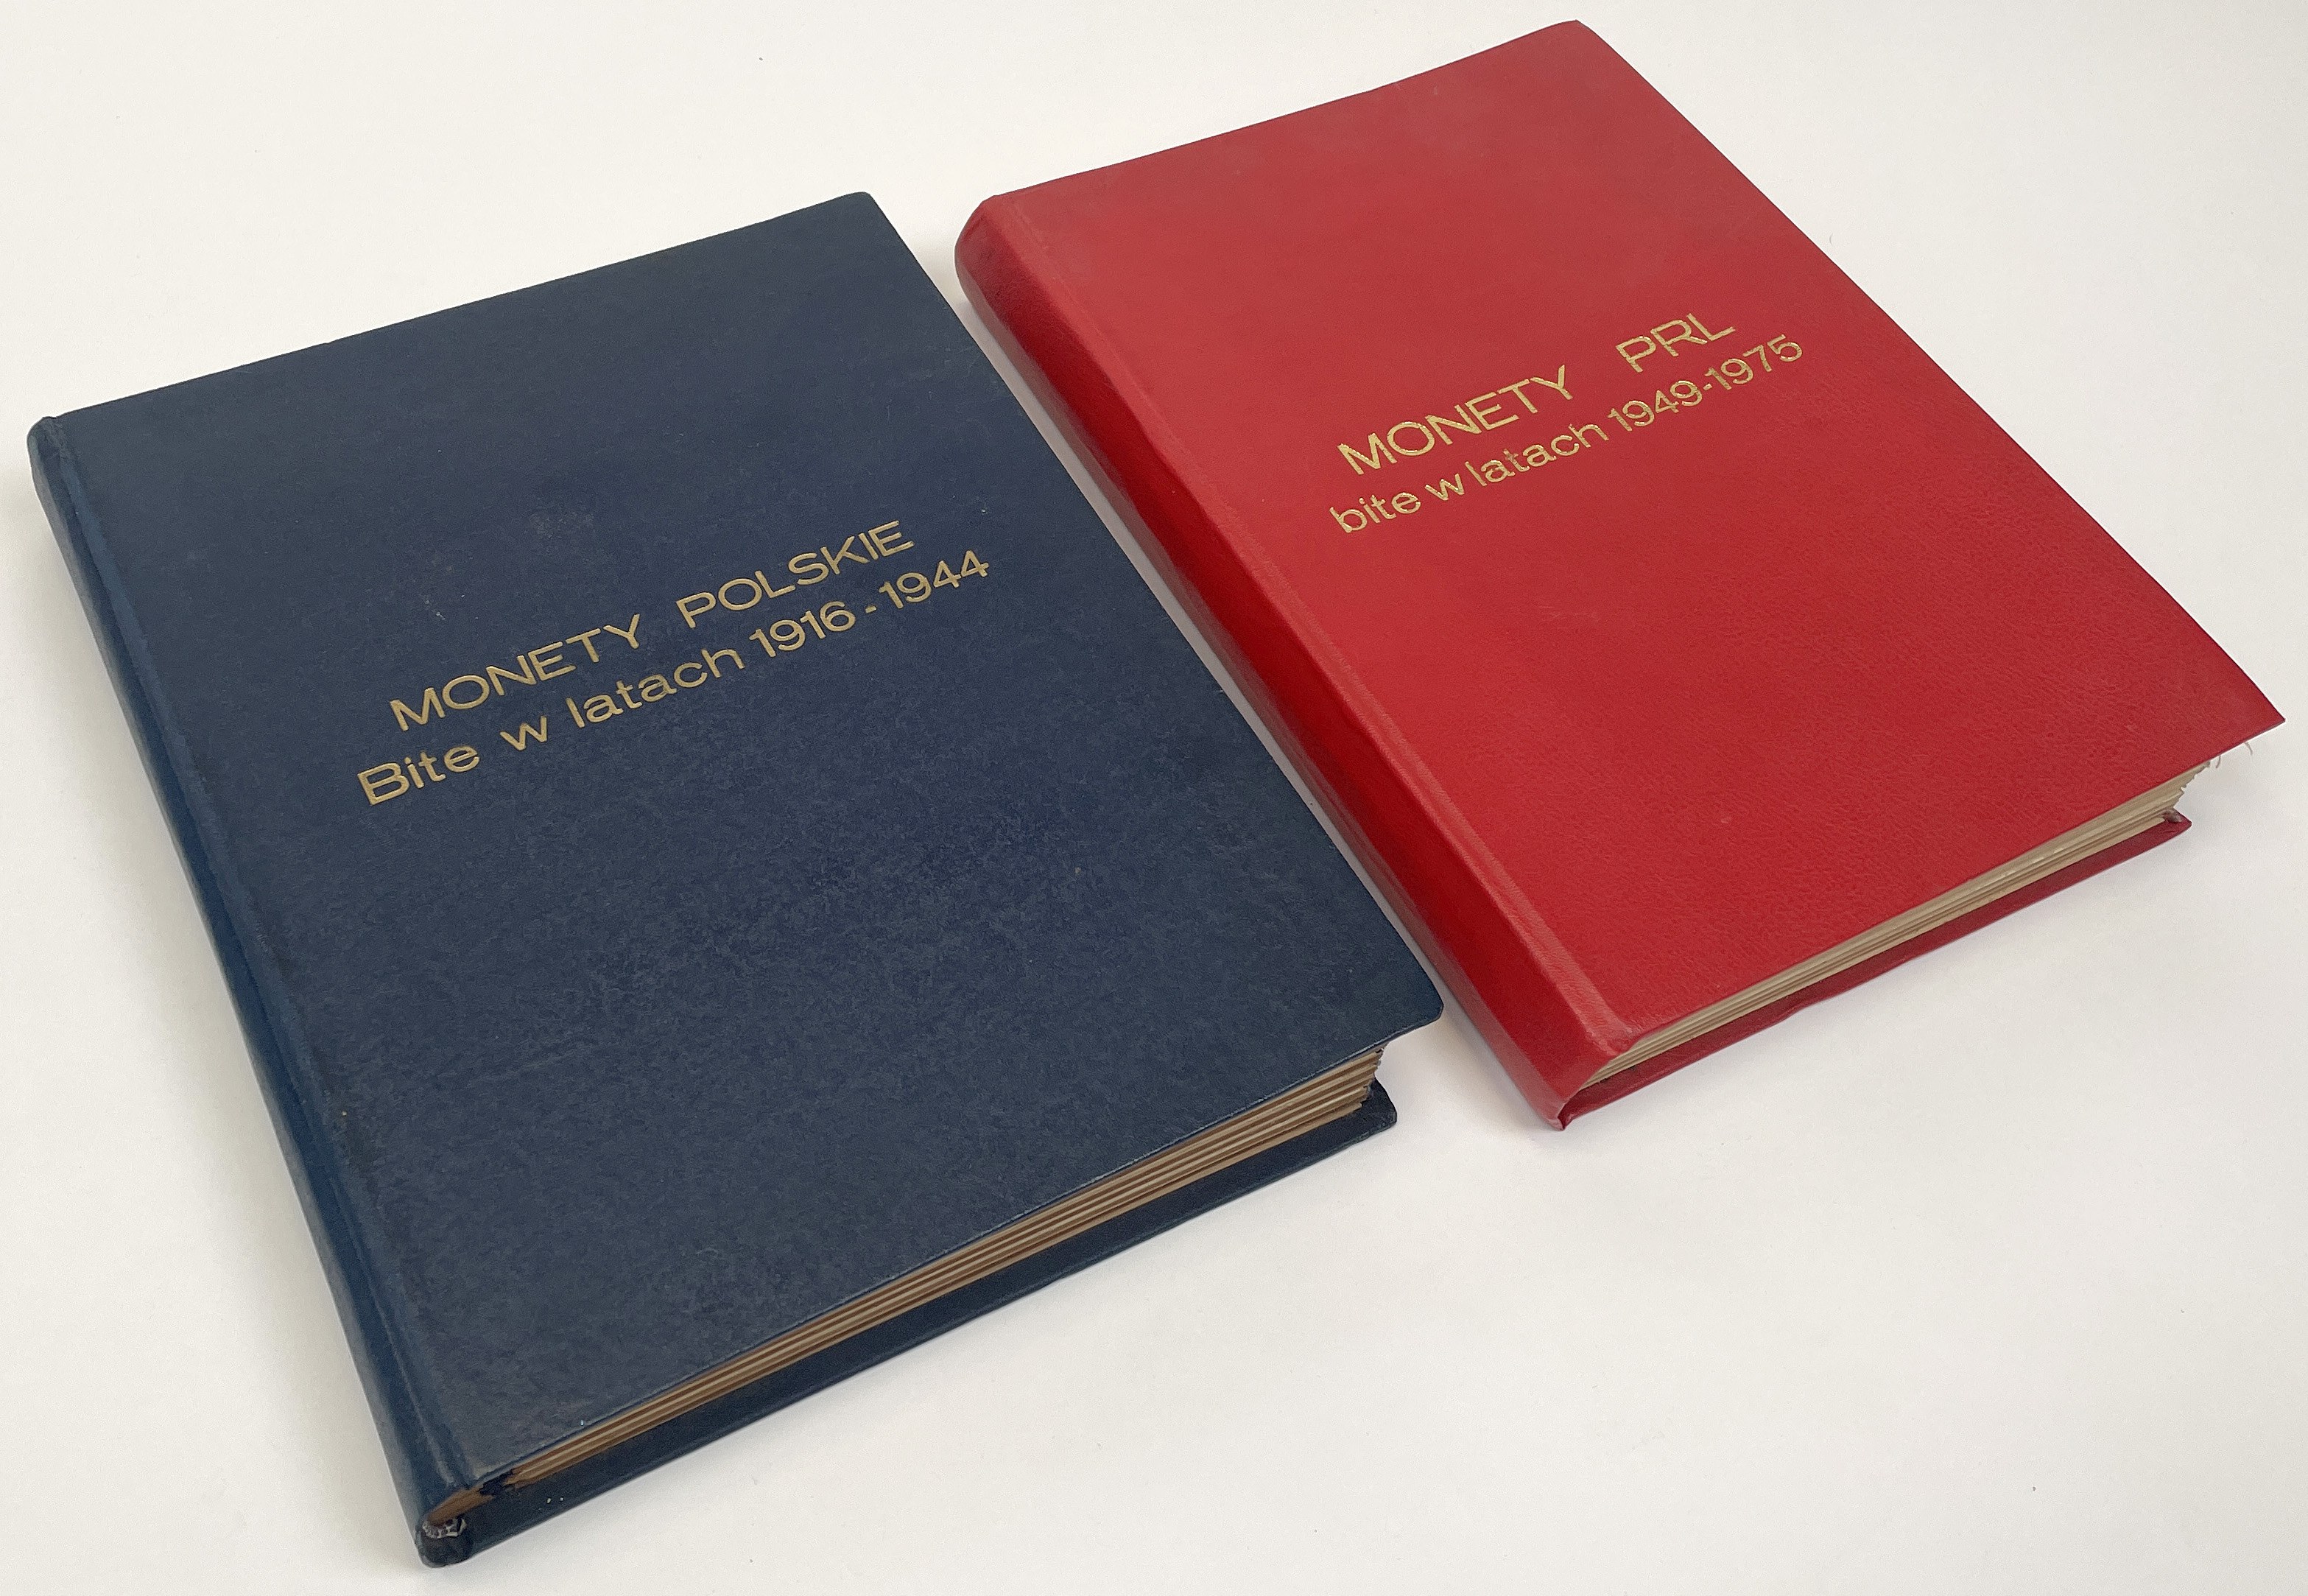 MONETY POLSKIE
Bite w latach 1916 - 1944
MONETY PRL
bite w latach 1949-1975